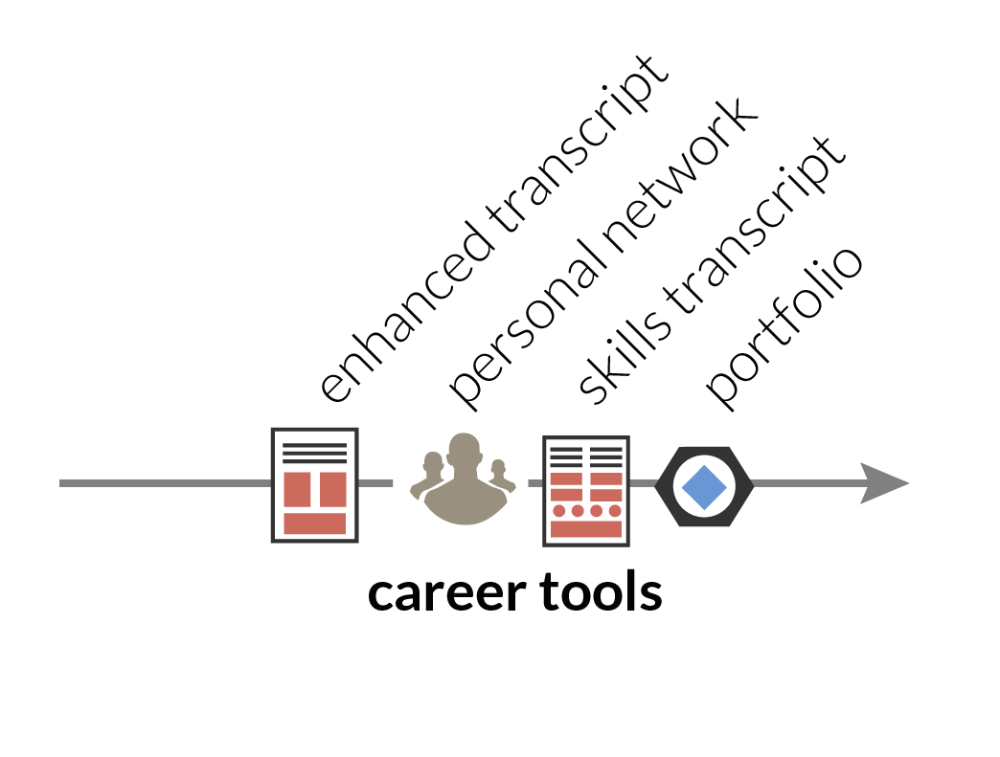 enhanced transcript
personal network
skills transcript
portfolio
career tools